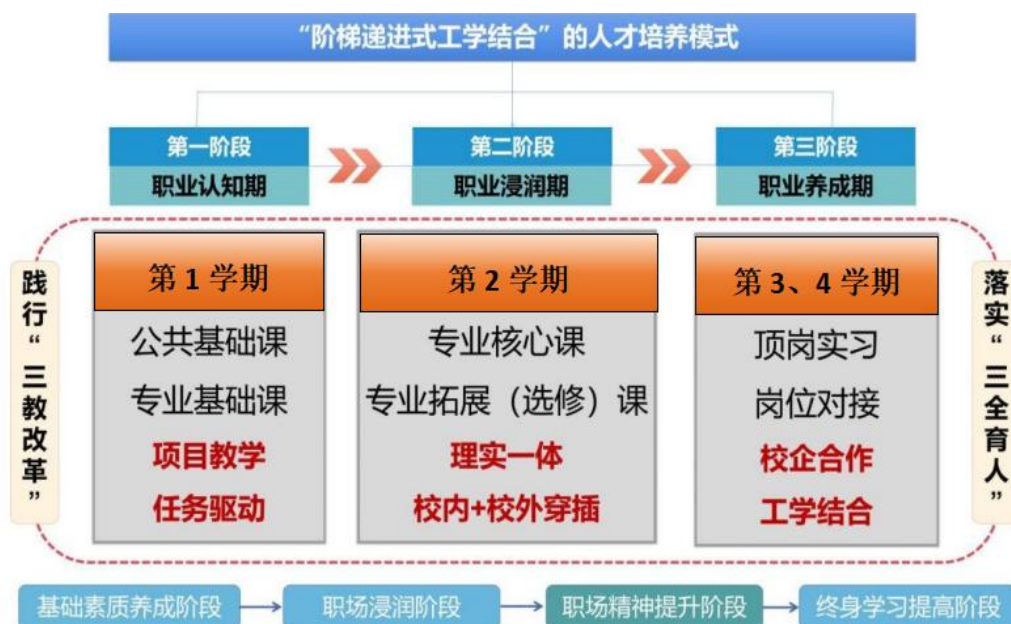 “阶梯递进式工学结合”的人才培养模式
第一阶段
职业认知期
第二阶段
职业浸润期
第三阶段
职业养成期
践行“三教改革”
第 1 学期
公共基础课
专业基础课
项目教学
任务驱动
第 2 学期
专业核心课
专业拓展（选修）课
理实一体
校内+校外穿插
第 3、4 学期
顶岗实习
岗位对接
校企合作
工学结合
落实“三全育人”
基础素质养成阶段
职场浸润阶段
职场精神提升阶段
终身学习提高阶段